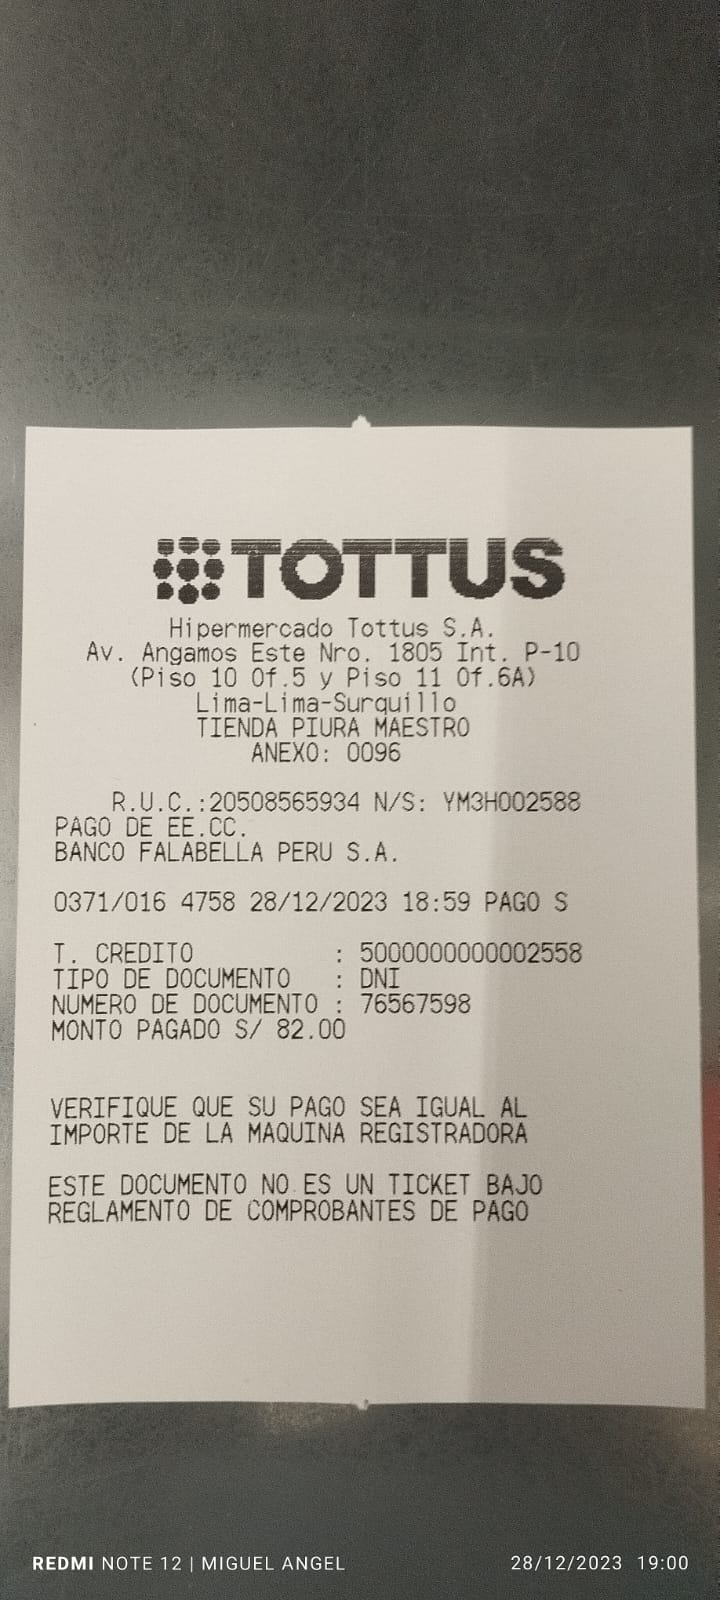 TOTTUS
Hipermercado Tottus S.A.
Av. Angamos Este Nro. 1805 Int. P-10
(Piso 10 Of.5 y Piso 11 Of.6A)
Lima-Lima-Surquillo
TIENDA PIURA MAESTRO
ANEXO: 0096
R.U.C.:20508565934 N/S: YM3H002588
PAGO DE EE.CC.
BANCO FALABELLA PERU S.A.
0371/016 4758 28/12/2023 18:59 PAGO S
T. CREDITO : 5000000000002558
TIPO DE DOCUMENTO : DNI
NUMERO DE DOCUMENTO : 76567598
MONTO PAGADO S/ 82.00
VERIFIQUE QUE SU PAGO SEA IGUAL AL
IMPORTE DE LA MAQUINA REGISTRADORA
ESTE DOCUMENTO NO ES UN TICKET BAJO
REGLAMENTO DE COMPROBANTES DE PAGO
REDMI NOTE 12 | MIGUEL ANGEL 28/12/2023 19:00